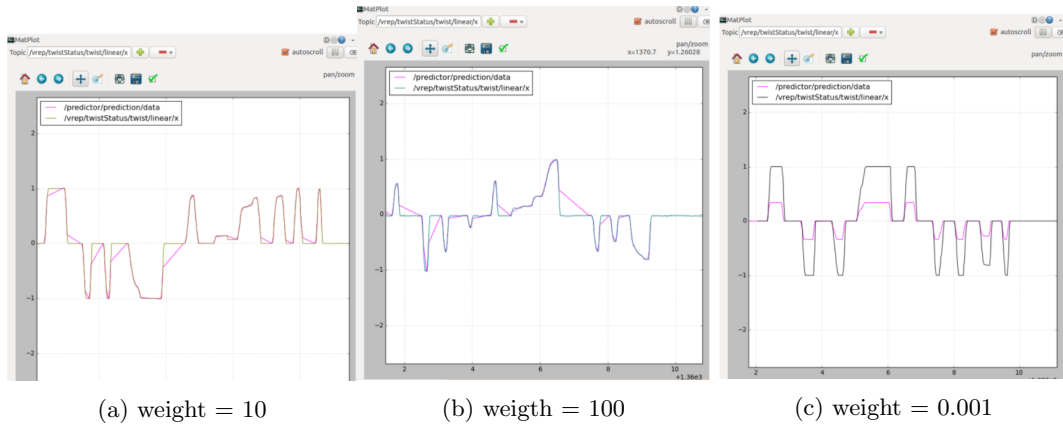 MatPlot
Topic /vrep/twistStatus/twist/linear/x
autoscroll
pan/zoom
/predictor/prediction/data
/vrep/twistStatus/twist/linear/x
2
1
0
−1
−2
(a) weight = 10
MatPlot
Topic /vrep/twistStatus/twist/linear/x
autoscroll
pan/zoom
x=1370.7 y=1.26028
/predictor/prediction/data
/vrep/twistStatus/twist/linear/x
2
1
0
−1
−2
2 4 6 8 10
+1.36e3
(b) weigth = 100
MatPlot
Topic /vrep/twistStatus/twist/linear/x
autoscroll
pan/zoom
/predictor/prediction/data
/vrep/twistStatus/twist/linear/x
2
1
0
−1
−2
2 4 6 8 10
(c) weight = 0.001